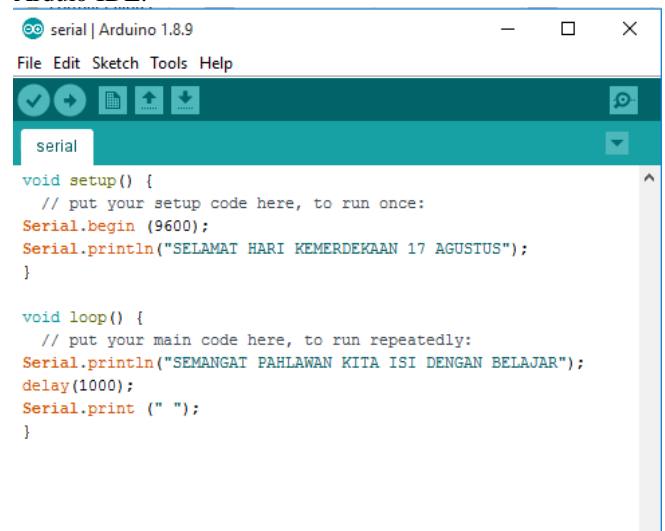 serial | Arduino 1.8.9
File Edit Sketch Tools Help
serial
void setup() {
  // put your setup code here, to run once:
Serial.begin (9600);
Serial.println("SELAMAT HARI KEMERDEKAAN 17 AGUSTUS");
}

void loop() {
  // put your main code here, to run repeatedly:
Serial.println("SEMANGAT PAHLAWAN KITA ISI DENGAN BELAJAR");
delay(1000);
Serial.print (" ");
}